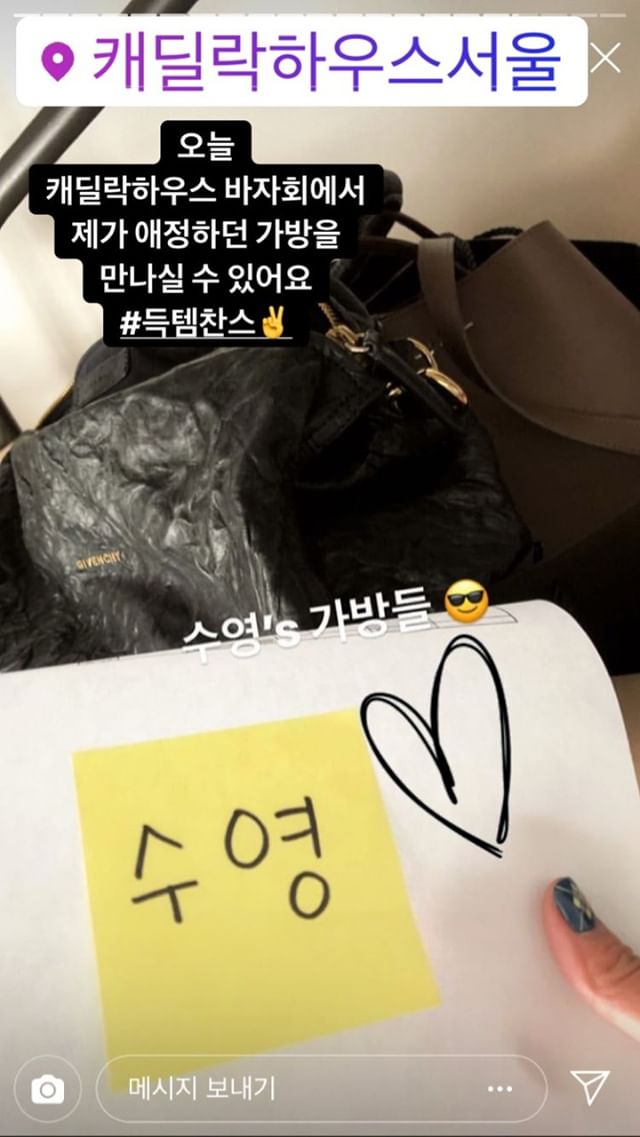 캐딜락하우스서울
오늘
캐딜락하우스 바자회에서
제가 애정하던 가방을
만나실 수 있어요
#득템찬스✌️
GIVENCHY
수영's 가방들 😎
수영
메시지 보내기